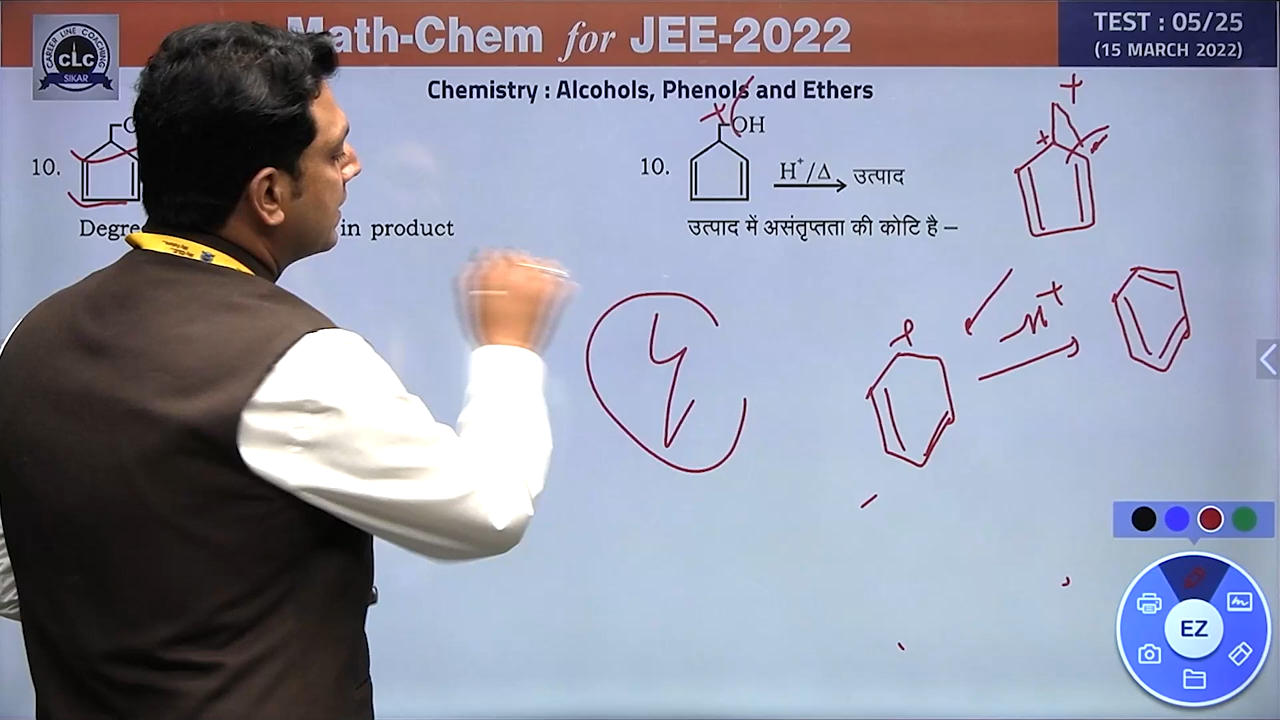 Math-Chem for JEE-2022
TEST : 05/25
(15 MARCH 2022)
CAREER LINE COACHING
CLC
SIKAR
Chemistry : Alcohols, Phenols and Ethers
10.
Degre
in product
10.
OH
H⁺/Δ
उत्पाद
उत्पाद में असंतृप्तता की कोटि है –
+
+
+
-H⁺
4
EZ